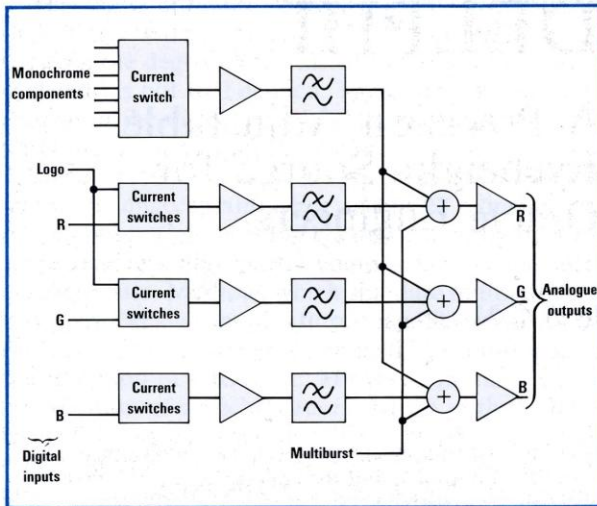 Monochrome
components
Current
switch
Logo
R
Current
switches
+
R
G
Current
switches
+
G
Analogue
outputs
B
Current
switches
+
B
Digital
inputs
Multiburst